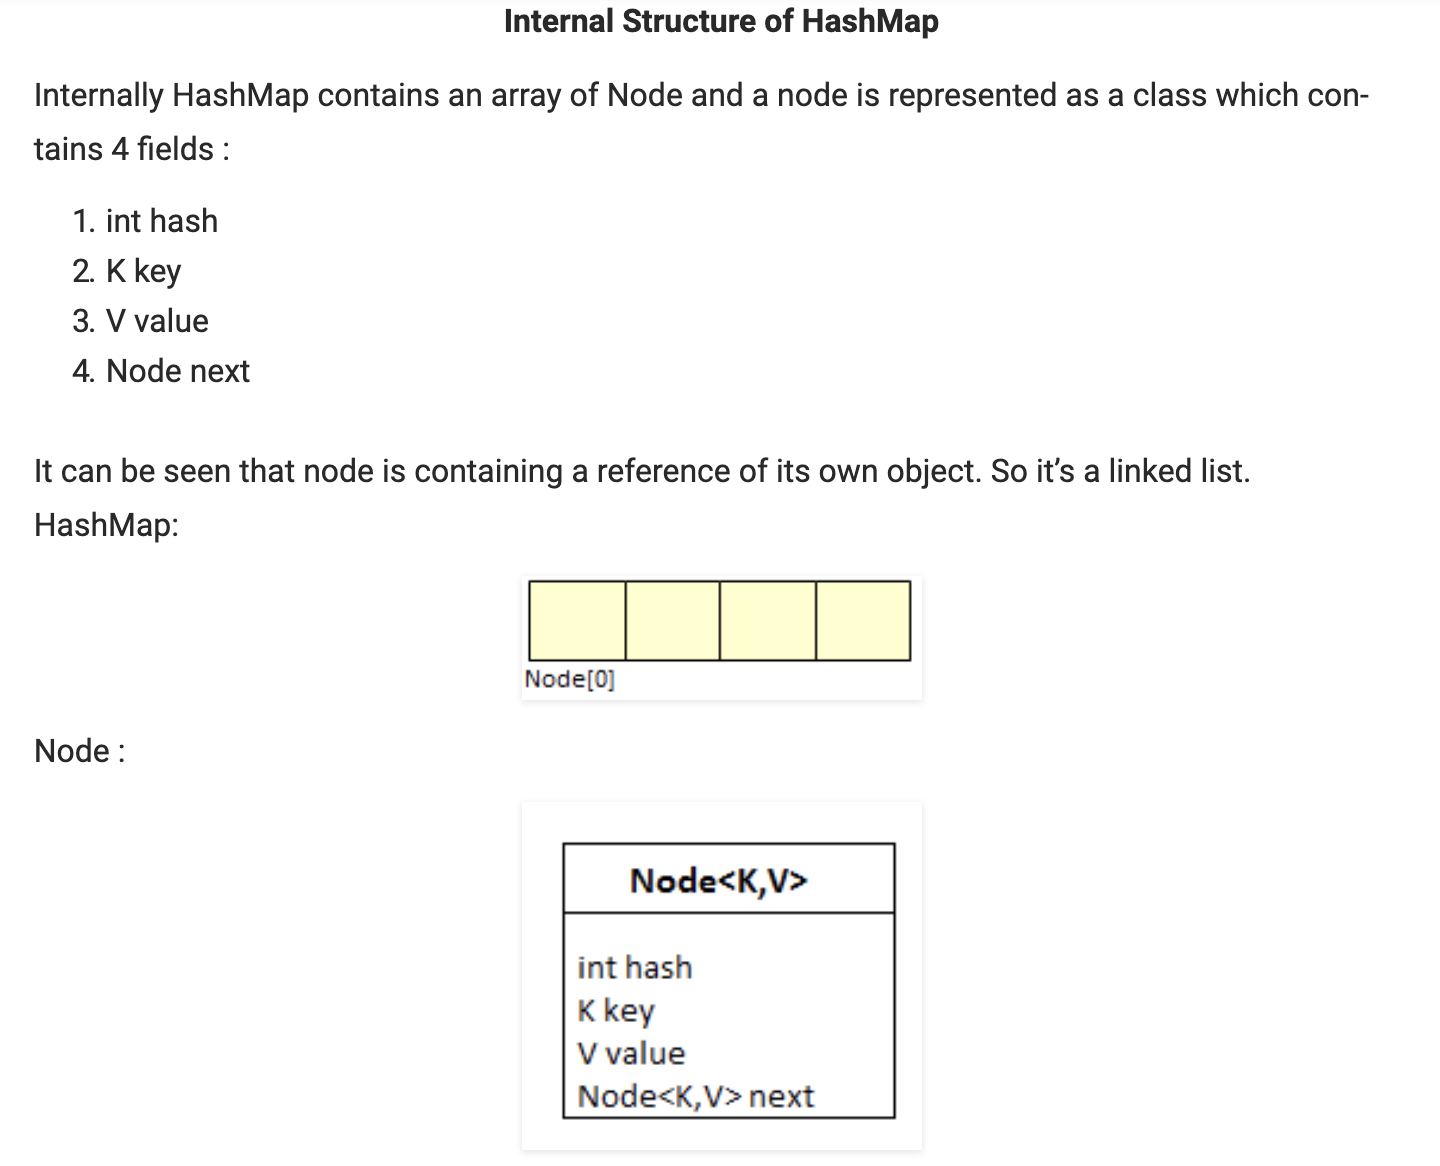 Internal Structure of HashMap
Internally HashMap contains an array of Node and a node is represented as a class which con-
tains 4 fields :
1. int hash
2. K key
3. V value
4. Node next
It can be seen that node is containing a reference of its own object. So it’s a linked list.
HashMap:
Node[0]
Node :
Node<K,V>
int hash
K key
V value
Node<K,V> next